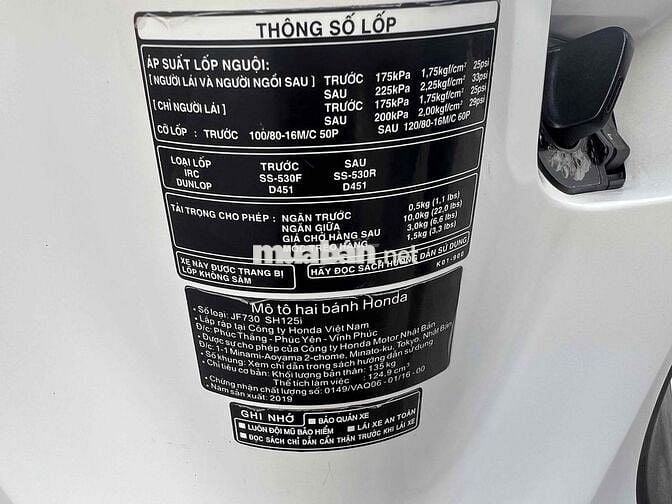 THÔNG SỐ LỐP
ÁP SUẤT LỐP NGUỘI:
[NGƯỜI LÁI VÀ NGƯỜI NGỒI SAU] TRƯỚC 175kPa 1,75kgf/cm² 25psi
SAU 225kPa 2,25kgf/cm² 33psi
[CHỈ NGƯỜI LÁI] TRƯỚC 175kPa 1,75kgf/cm² 25psi
SAU 200kPa 2,00kgf/cm² 29psi
CỠ LỐP : TRƯỚC 100/80-16M/C 50P SAU 120/80-16M/C 60P
LOẠI LỐP TRƯỚC SAU
IRC SS-530F SS-530R
DUNLOP D451 D451
TẢI TRỌNG CHO PHÉP : NGĂN TRƯỚC 0,5kg (1,1 lbs)
NGĂN GIỮA 10,0kg (22,0 lbs)
GIÁ CHỞ HÀNG SAU 3,0kg (6,6 lbs)
MÓC TREO HÀNG 1,5kg (3,3 lbs)
muaban.net
XE NÀY ĐƯỢC TRANG BỊ
LỐP KHÔNG SĂM
HÃY ĐỌC SÁCH HƯỚNG DẪN SỬ DỤNG
K01-900
Mô tô hai bánh Honda
Số loại: JF730 SH125i
Lắp ráp tại Công ty Honda Việt Nam
Đ/c: Phúc Thắng - Phúc Yên - Vĩnh Phúc
Được sự cho phép của Công ty Honda Motor Nhật Bản
Đ/c: 1-1 Minami-Aoyama 2-chome, Minato-ku, Tokyo, Nhật Bản
Số khung: Xem chỉ dẫn trong sách hướng dẫn sử dụng
Chỉ tiêu cơ bản: Khối lượng bản thân: 135 kg
Thể tích làm việc : 124,9 cm³
Chứng nhận chất lượng số: 0149/VAQ06 - 01/16 - 00
Năm sản xuất: 2019
GHI NHỚ
BẢO QUẢN XE
LUÔN ĐỘI MŨ BẢO HIỂM LÁI XE AN TOÀN
ĐỌC SÁCH CHỈ DẪN CẨN THẬN TRƯỚC KHI LÁI XE